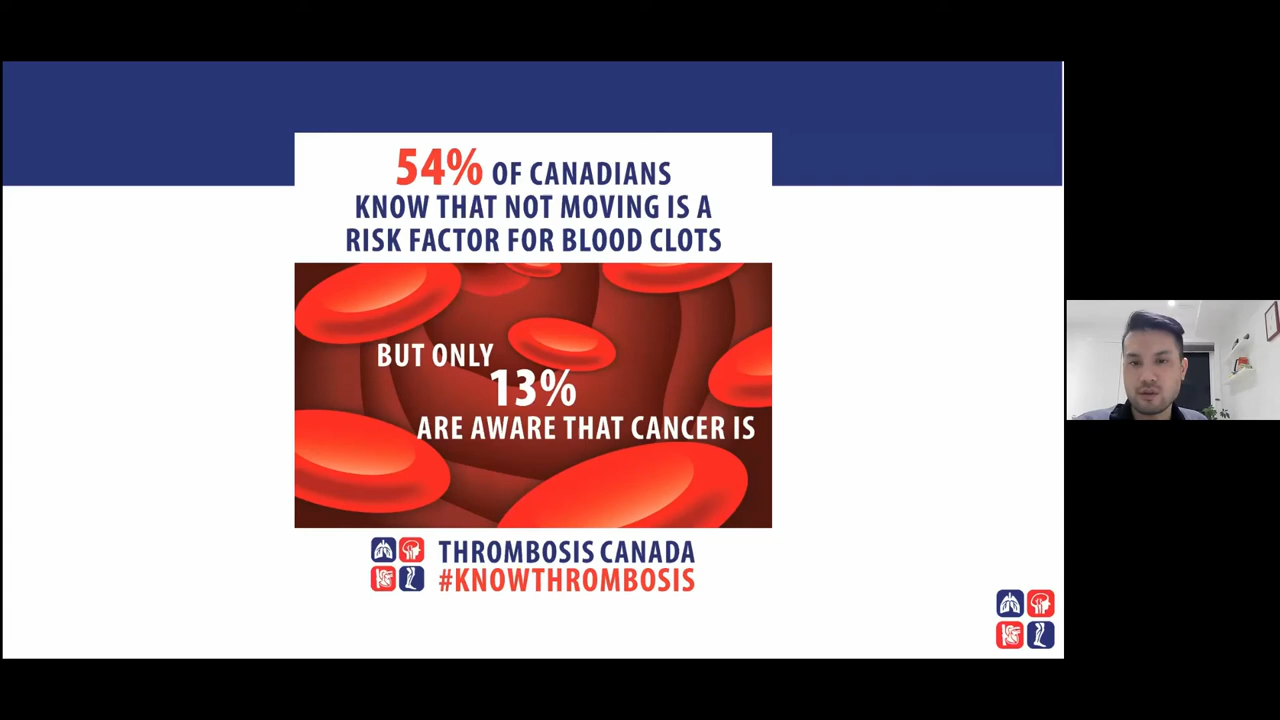 54% OF CANADIANS
KNOW THAT NOT MOVING IS A
RISK FACTOR FOR BLOOD CLOTS
BUT ONLY
13%
ARE AWARE THAT CANCER IS
THROMBOSIS CANADA
#KNOWTHROMBOSIS